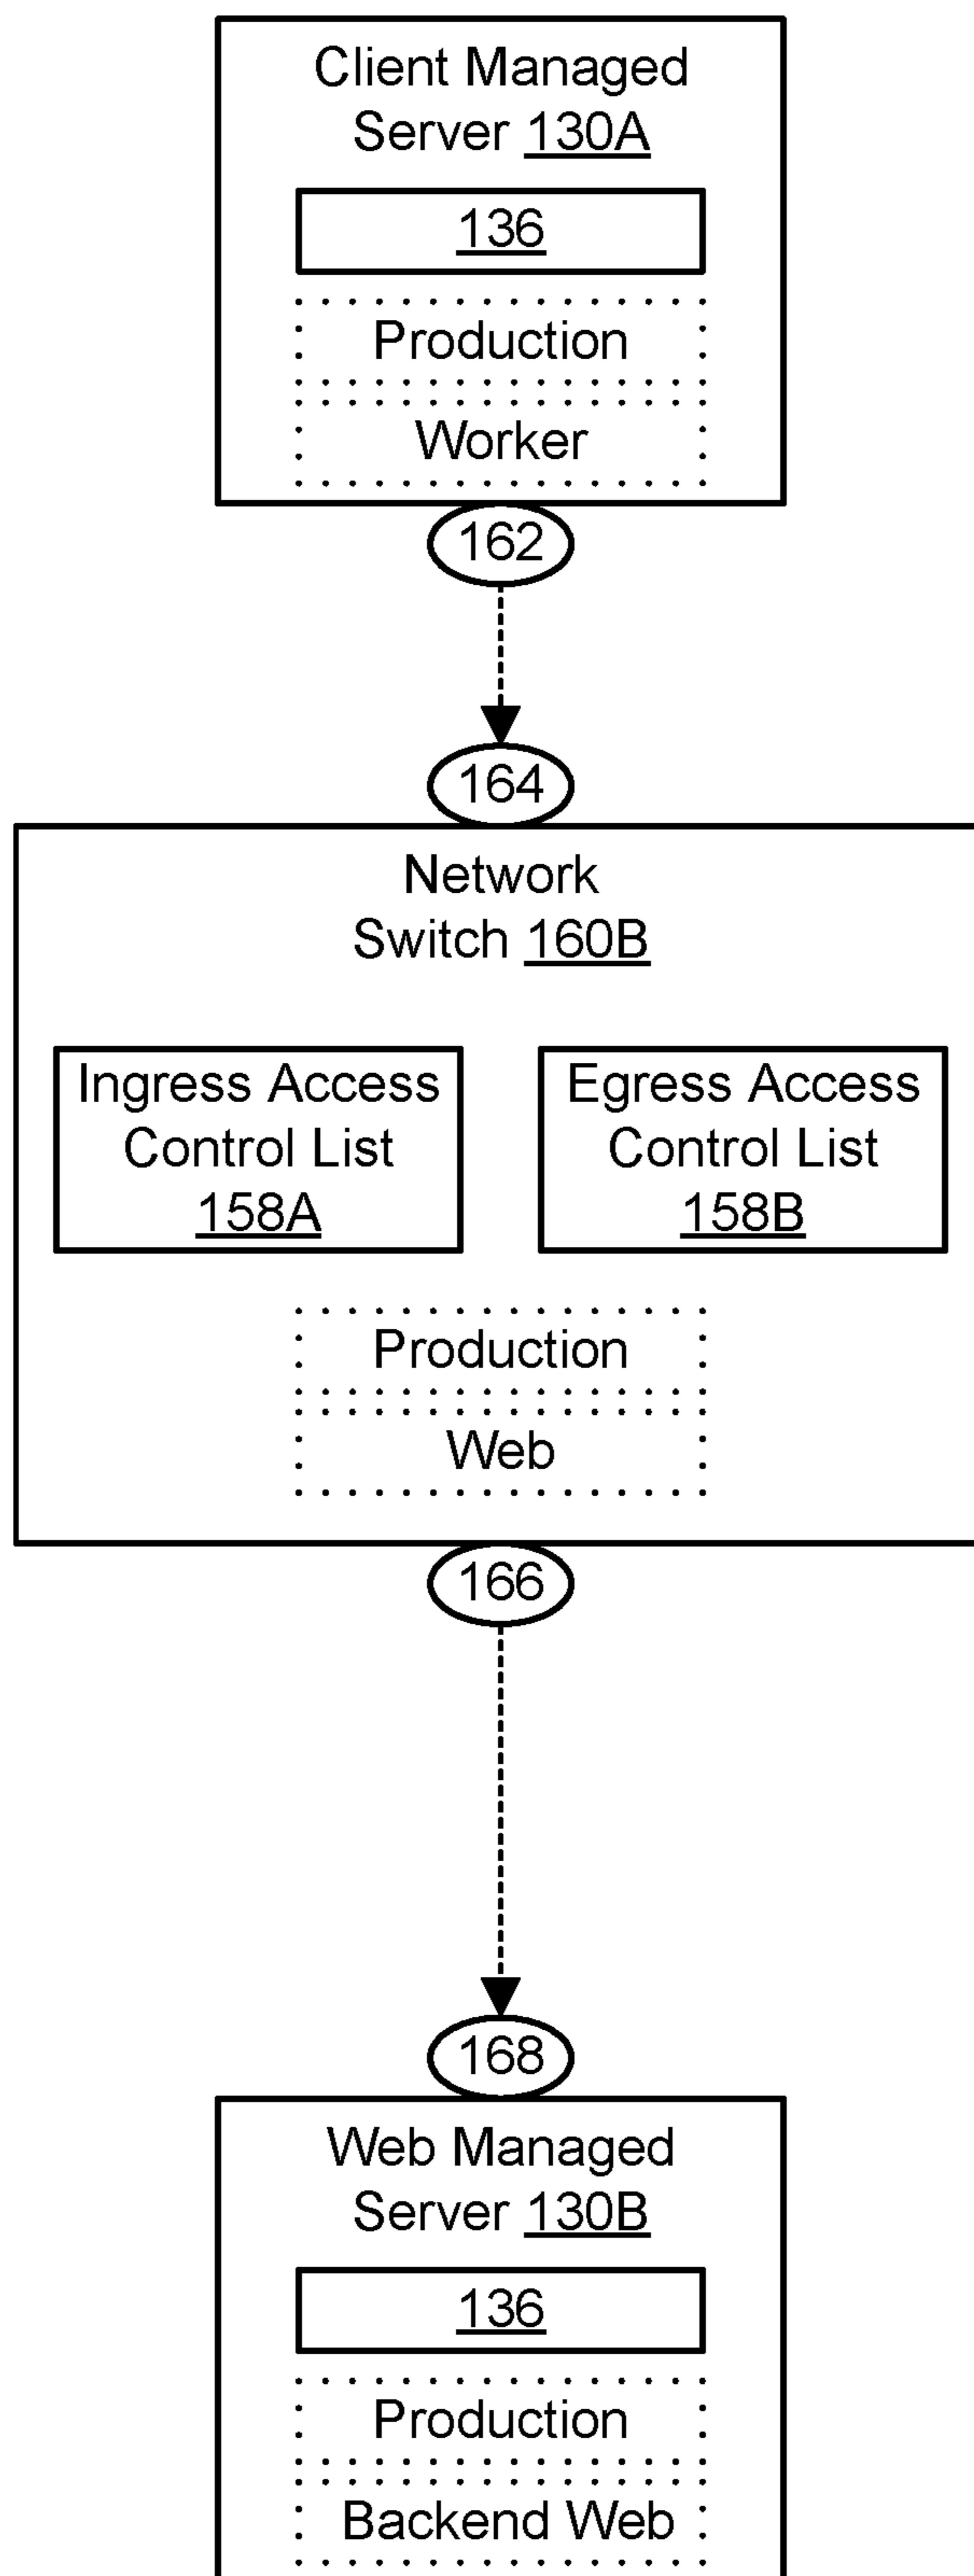 Client Managed
Server 130A
136
Production
Worker
162
164
Network
Switch 160B
Ingress Access
Control List
158A
Egress Access
Control List
158B
Production
Web
166
168
Web Managed
Server 130B
136
Production
Backend Web